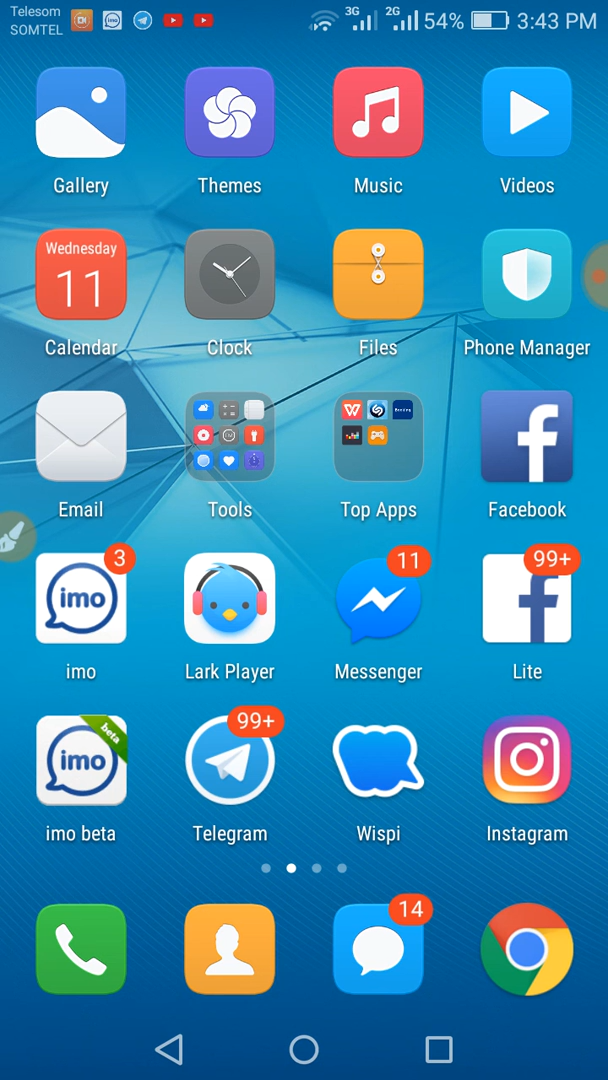 Telesom
SOMTEL
imo
3G
2G
54%
3:43 PM
Gallery
Themes
Music
Videos
Wednesday
11
Calendar
Clock
Files
Phone Manager
Email
Tools
Top Apps
Facebook
3
11
99+
imo
imo
Lark Player
Messenger
Lite
99+
beta
imo
imo beta
Telegram
Wispi
Instagram
14